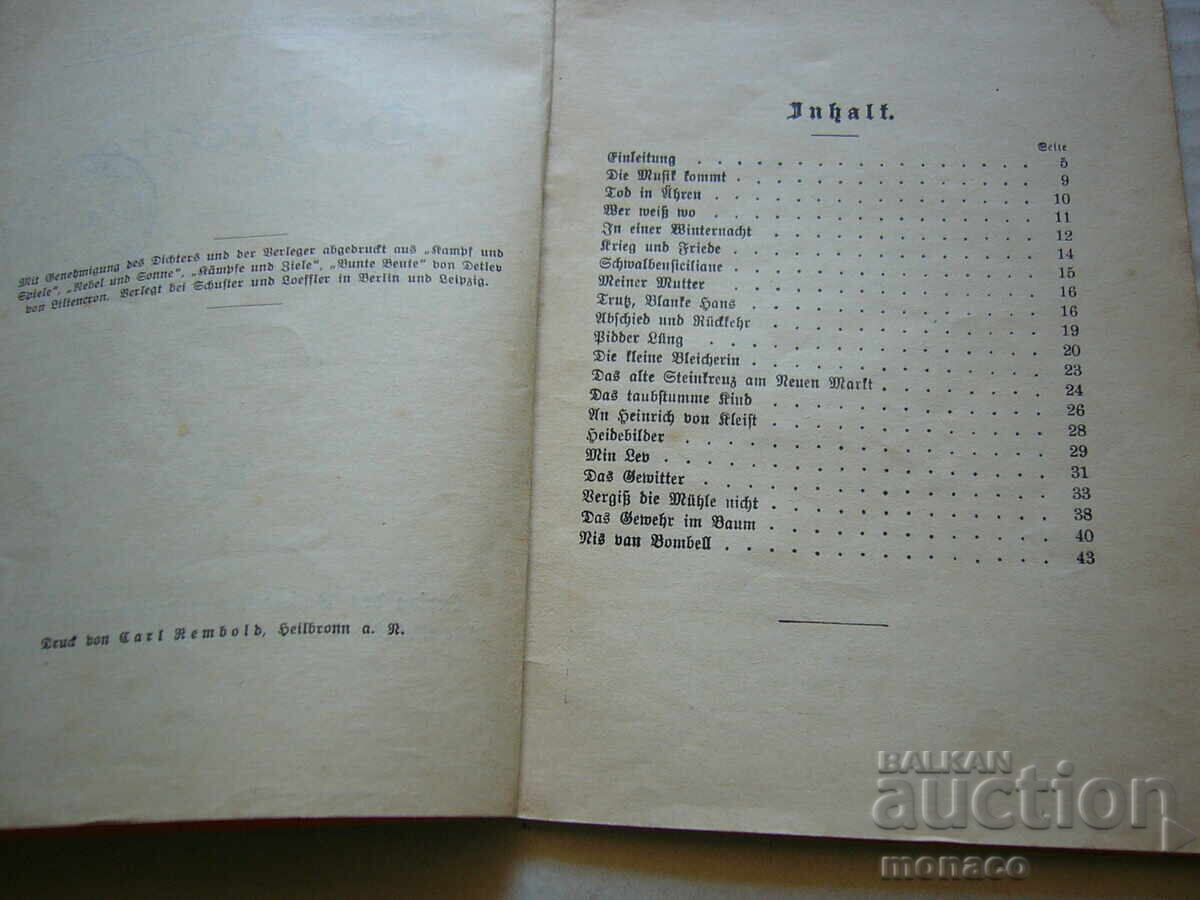 Mit Genehmigung des Dichters und der Verleger abgedruckt aus „Kampf und
Spiele“, „Nebel und Sonne“, „Kämpfe und Ziele“, „Bunte Beute“ von Detlev
von Liliencron. Verlegt bei Schuster und Loeffler in Berlin und Leipzig.
Druck von Carl Rembold, Heilbronn a. N.
Inhalt.
Seite
Einleitung . . . . . . . . . . . . 5
Die Musik kommt . . . . . . . . . . . . 9
Tod in Ähren . . . . . . . . . . . . 10
Wer weiß wo . . . . . . . . . . . . 11
In einer Winternacht . . . . . . . . . . . . 12
Krieg und Friede . . . . . . . . . . . . 14
Schwalbensiciliane . . . . . . . . . . . . 15
Meiner Mutter . . . . . . . . . . . . 16
Trutz, Blanke Hans . . . . . . . . . . . . 16
Abschied und Rückkehr . . . . . . . . . . . . 19
Pidder Lüng . . . . . . . . . . . . 20
Die kleine Bleicherin . . . . . . . . . . . . 23
Das alte Steinkreuz am Neuen Markt . . . . . . . . 24
Das taubstumme Kind . . . . . . . . . . . . 26
An Heinrich von Kleist . . . . . . . . . . . . 28
Heidebilder . . . . . . . . . . . . 29
Min Lev . . . . . . . . . . . . 31
Das Gewitter . . . . . . . . . . . . 33
Vergiß die Mühle nicht . . . . . . . . . . . . 38
Das Gewehr im Baum . . . . . . . . . . . . 40
Nis van Bombell . . . . . . . . . . . . 43
BALKAN
auction
monaco